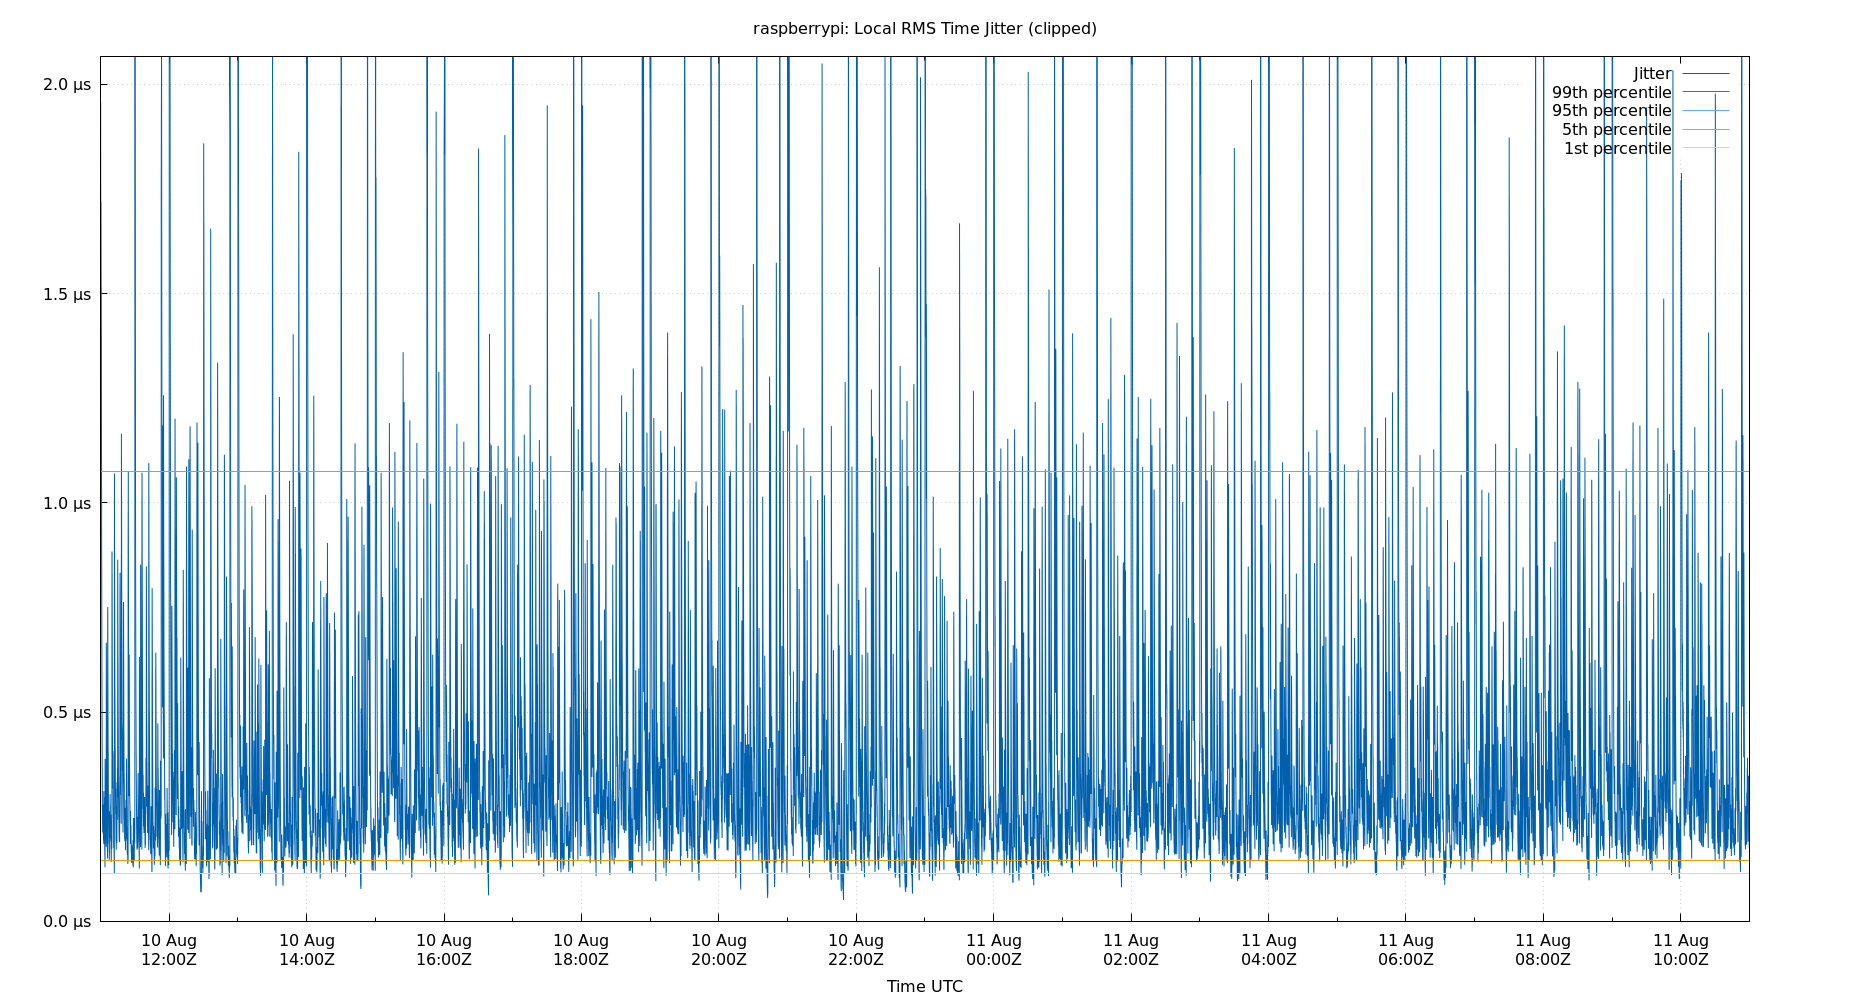 raspberrypi: Local RMS Time Jitter (clipped)
2.0 µs
1.5 µs
1.0 µs
0.5 µs
0.0 µs
Jitter
99th percentile
95th percentile
5th percentile
1st percentile
10 Aug 10 Aug 10 Aug 10 Aug 10 Aug 10 Aug 11 Aug 11 Aug 11 Aug 11 Aug 11 Aug 11 Aug
12:00Z 14:00Z 16:00Z 18:00Z 20:00Z 22:00Z 00:00Z 02:00Z 04:00Z 06:00Z 08:00Z 10:00Z
Time UTC